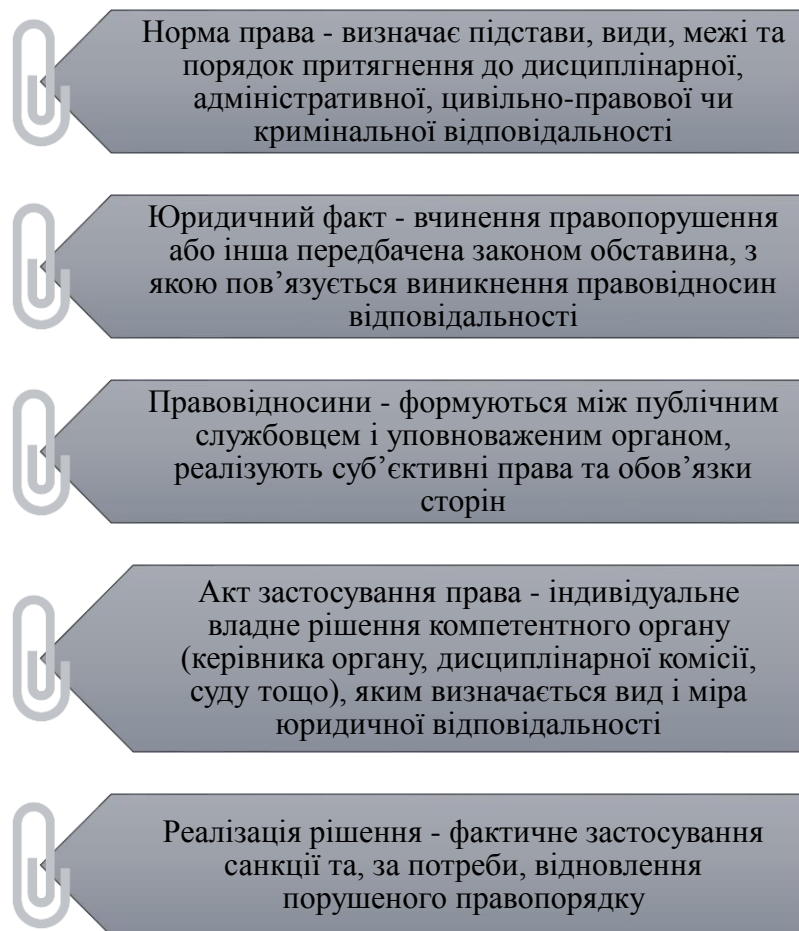 Норма права - визначає підстави, види, межі та
порядок притягнення до дисциплінарної,
адміністративної, цивільно-правової чи
кримінальної відповідальності
Юридичний факт - вчинення правопорушення
або інша передбачена законом обставина, з
якою пов’язується виникнення правовідносин
відповідальності
Правовідносини - формуються між публічним
службовцем і уповноваженим органом,
реалізують суб’єктивні права та обов’язки
сторін
Акт застосування права - індивідуальне
владне рішення компетентного органу
(керівника органу, дисциплінарної комісії,
суду тощо), яким визначається вид і міра
юридичної відповідальності
Реалізація рішення - фактичне застосування
санкції та, за потреби, відновлення
порушеного правопорядку